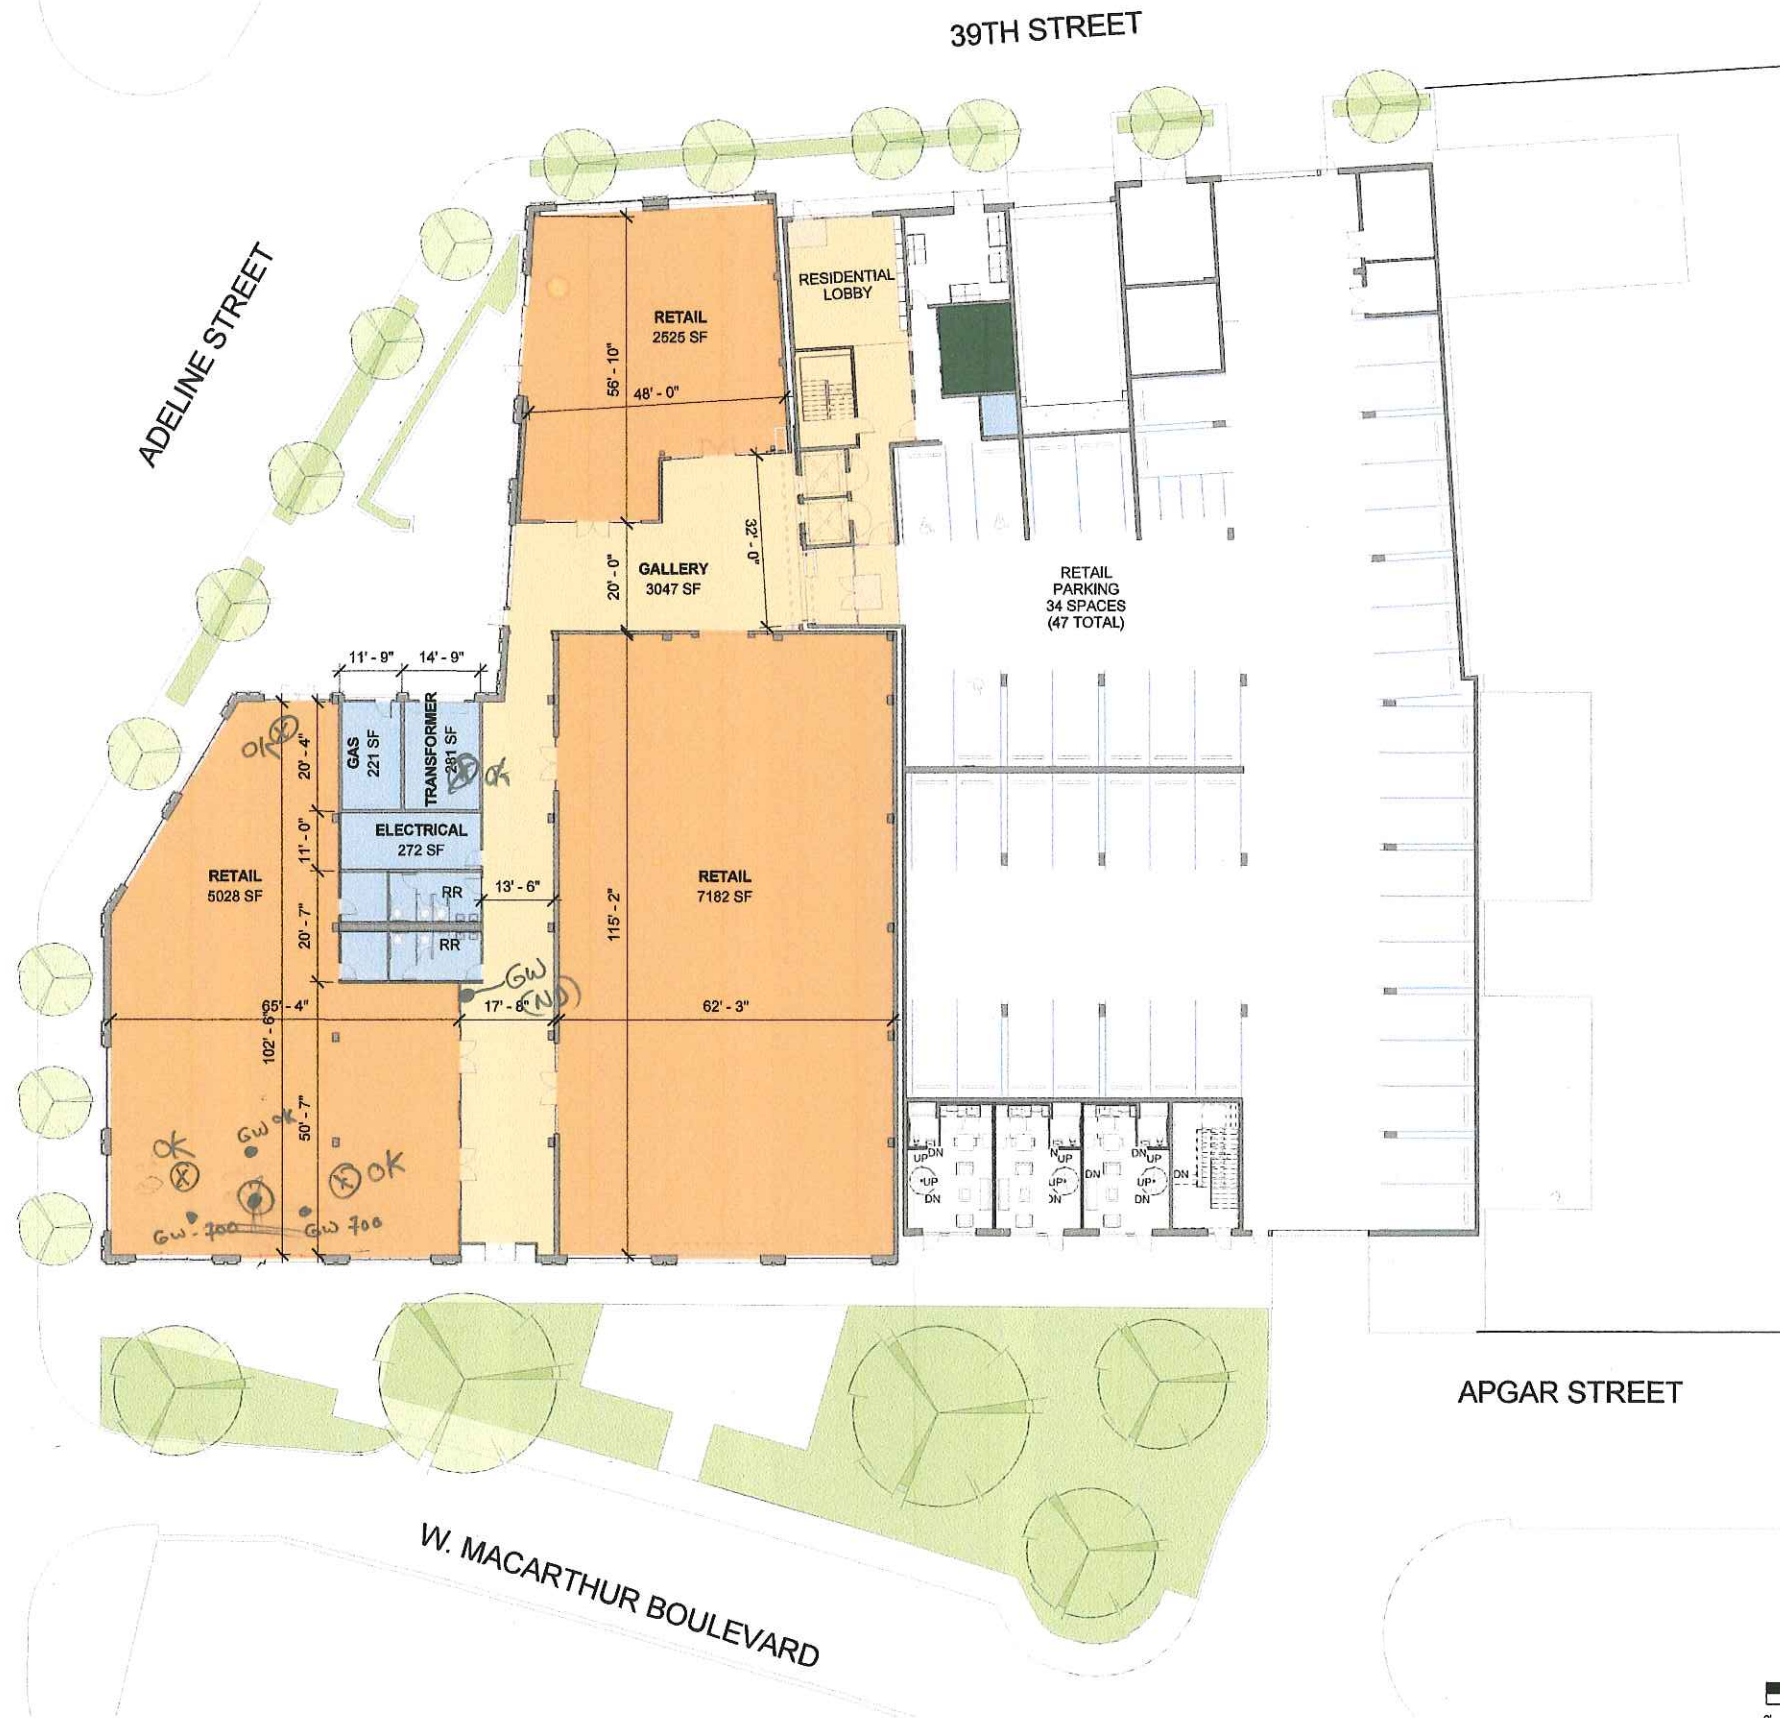 39TH STREET
ADELINE STREET
RESIDENTIAL
LOBBY
RETAIL
2525 SF
56' - 10"
48' - 0"
32' - 0"
GALLERY
3047 SF
20' - 0"
RETAIL
PARKING
34 SPACES
(47 TOTAL)
11' - 9"
14' - 9"
GAS
221 SF
TRANSFORMER
281 SF
OK
OK
20' - 4"
ELECTRICAL
272 SF
11' - 0"
RETAIL
5028 SF
RR
13' - 6"
RETAIL
7182 SF
115' - 2"
20' - 7"
RR
GW
(ND)
65' - 4"
17' - 8"
62' - 3"
102' - 6"
50' - 7"
GW OK
OK
OK
GW - 700
GW 700
UP
DN
UP
DN
UP
UP
DN
UP
DN
UP
DN
DN
APGAR STREET
W. MACARTHUR BOULEVARD